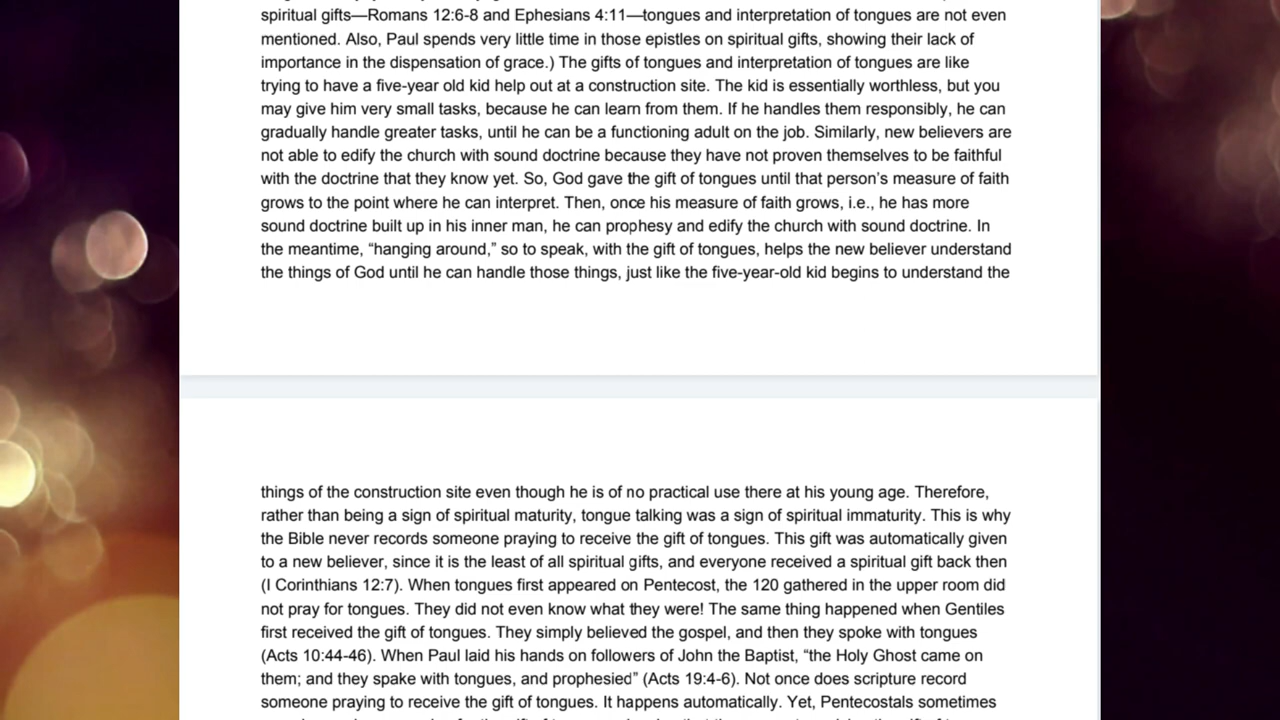 spiritual gifts—Romans 12:6-8 and Ephesians 4:11—tongues and interpretation of tongues are not even
mentioned. Also, Paul spends very little time in those epistles on spiritual gifts, showing their lack of
importance in the dispensation of grace.) The gifts of tongues and interpretation of tongues are like
trying to have a five-year old kid help out at a construction site. The kid is essentially worthless, but you
may give him very small tasks, because he can learn from them. If he handles them responsibly, he can
gradually handle greater tasks, until he can be a functioning adult on the job. Similarly, new believers are
not able to edify the church with sound doctrine because they have not proven themselves to be faithful
with the doctrine that they know yet. So, God gave the gift of tongues until that person’s measure of faith
grows to the point where he can interpret. Then, once his measure of faith grows, i.e., he has more
sound doctrine built up in his inner man, he can prophesy and edify the church with sound doctrine. In
the meantime, “hanging around,” so to speak, with the gift of tongues, helps the new believer understand
the things of God until he can handle those things, just like the five-year-old kid begins to understand the
things of the construction site even though he is of no practical use there at his young age. Therefore,
rather than being a sign of spiritual maturity, tongue talking was a sign of spiritual immaturity. This is why
the Bible never records someone praying to receive the gift of tongues. This gift was automatically given
to a new believer, since it is the least of all spiritual gifts, and everyone received a spiritual gift back then
(I Corinthians 12:7). When tongues first appeared on Pentecost, the 120 gathered in the upper room did
not pray for tongues. They did not even know what they were! The same thing happened when Gentiles
first received the gift of tongues. They simply believed the gospel, and then they spoke with tongues
(Acts 10:44-46). When Paul laid his hands on followers of John the Baptist, “the Holy Ghost came on
them; and they spake with tongues, and prophesied” (Acts 19:4-6). Not once does scripture record
someone praying to receive the gift of tongues. It happens automatically. Yet, Pentecostals sometimes